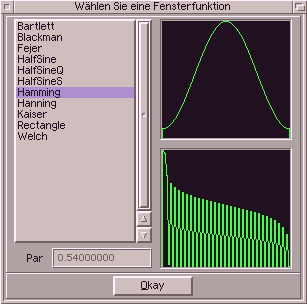 Wählen Sie eine Fensterfunktion
Bartlett
Blackman
Fejer
HalfSine
HalfSineQ
HalfSineS
Hamming
Hanning
Kaiser
Rectangle
Welch
Par 0.54000000
Okay